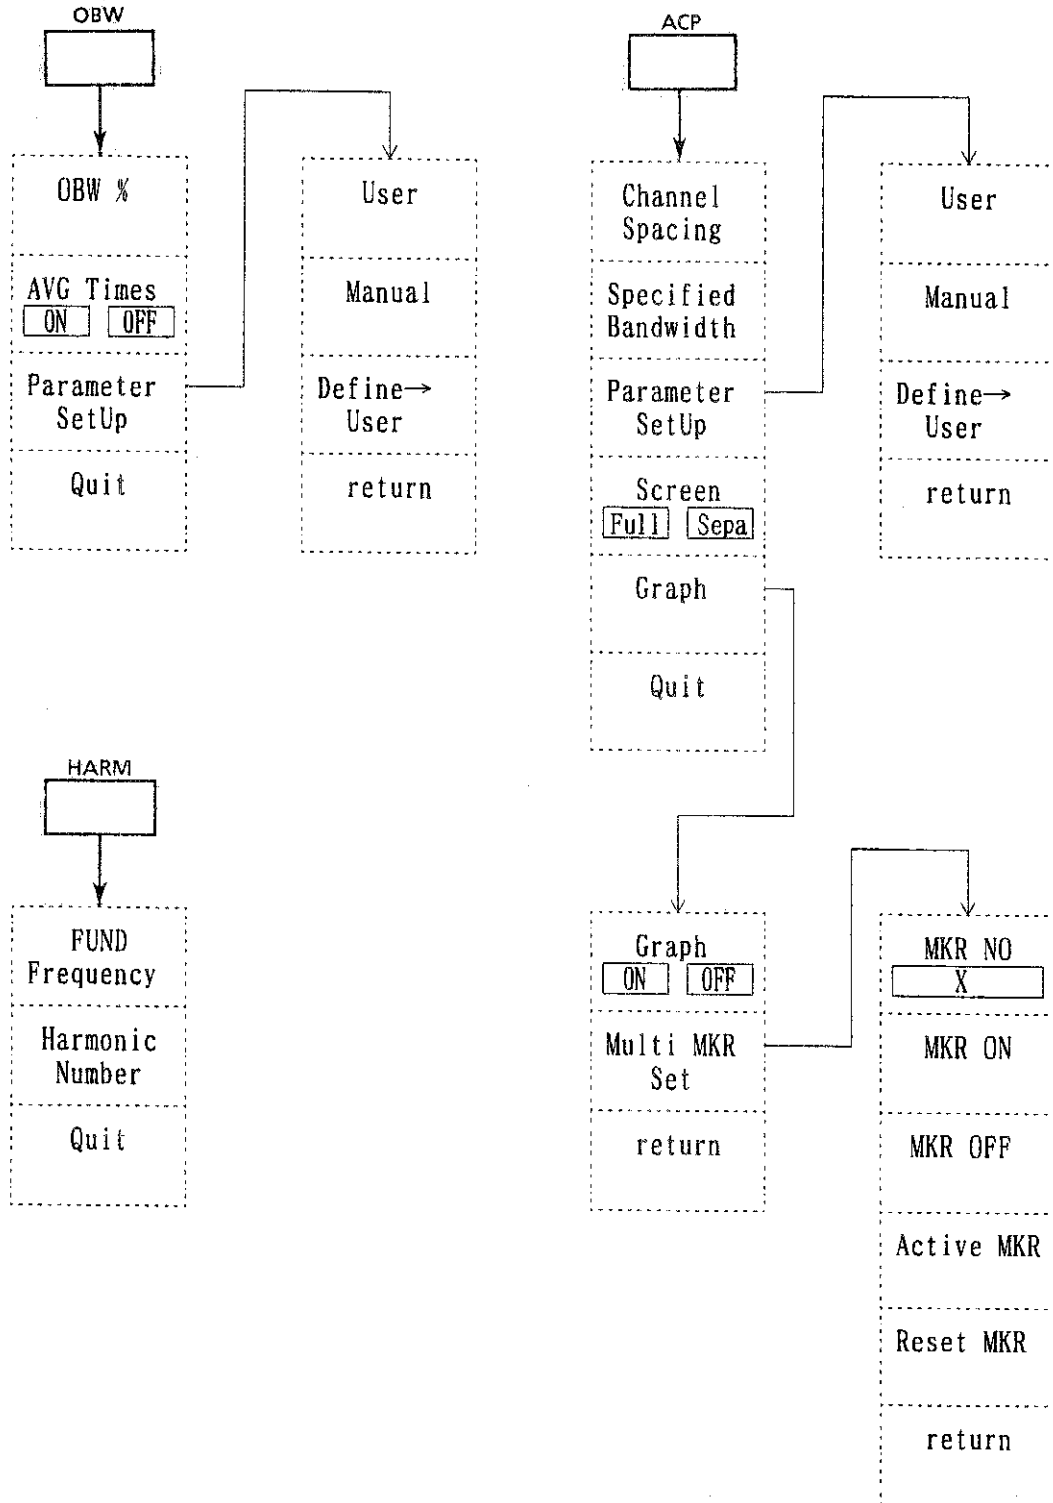 OBW
OBW %
AVG Times
ON OFF
Parameter
SetUp
Quit
User
Manual
Define→
User
return
ACP
Channel
Spacing
Specified
Bandwidth
Parameter
SetUp
Screen
Full Sepa
Graph
Quit
User
Manual
Define→
User
return
HARM
FUND
Frequency
Harmonic
Number
Quit
Graph
ON OFF
Multi MKR
Set
return
MKR NO
X
MKR ON
MKR OFF
Active MKR
Reset MKR
return